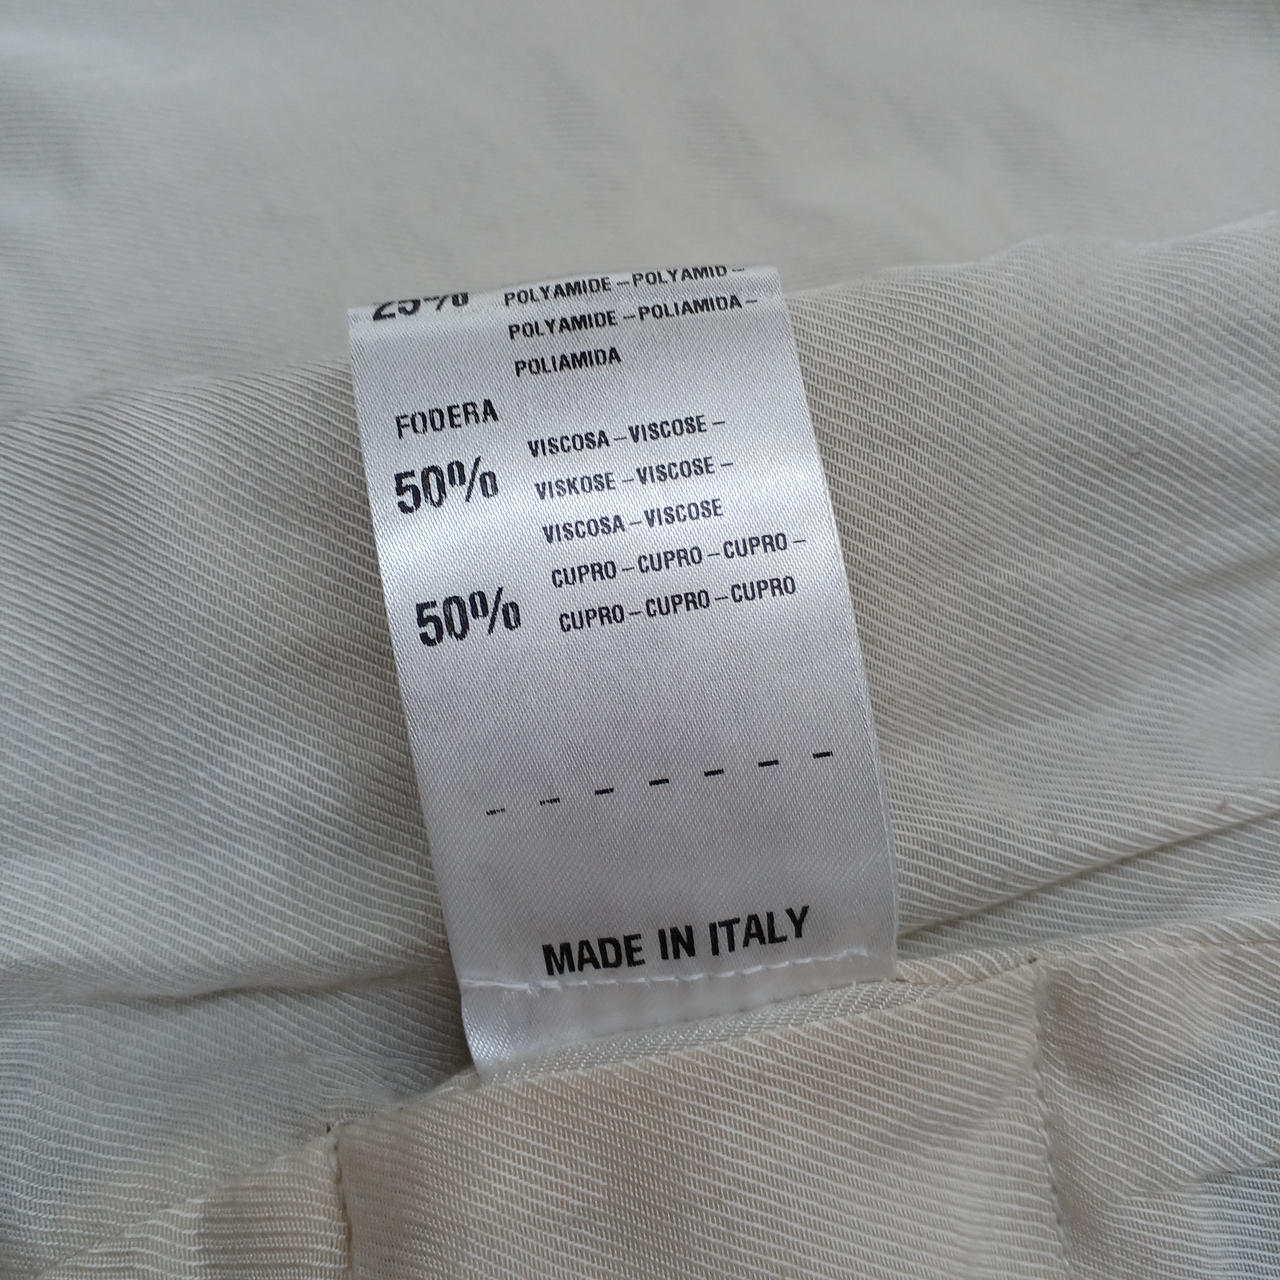 25% POLYAMIDE – POLYAMID –
POLYAMIDE – POLIAMIDA –
POLIAMIDA
FODERA
50% VISCOSA – VISCOSE –
VISKOSE – VISCOSE –
VISCOSA – VISCOSE
50% CUPRO – CUPRO – CUPRO –
CUPRO – CUPRO – CUPRO
– – – – – – –
MADE IN ITALY